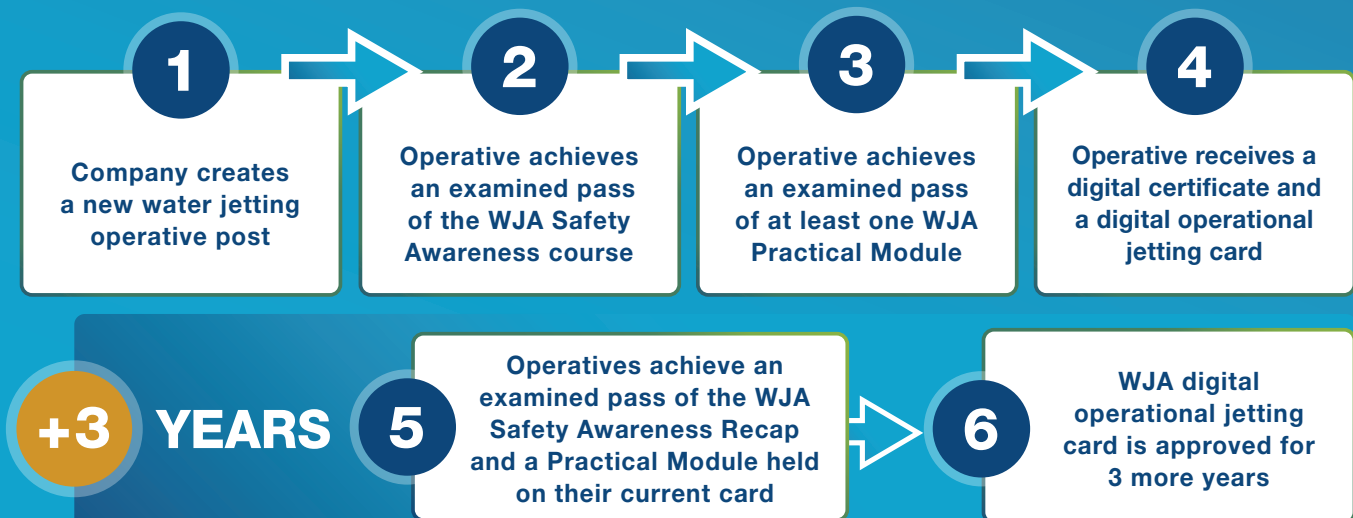 1
Company creates
a new water jetting
operative post
2
Operative achieves
an examined pass
of the WJA Safety
Awareness course
3
Operative achieves
an examined pass
of at least one WJA
Practical Module
4
Operative receives a
digital certificate and
a digital operational
jetting card
+3 YEARS
5
Operatives achieve an
examined pass of the WJA
Safety Awareness Recap
and a Practical Module held
on their current card
6
WJA digital
operational jetting
card is approved for
3 more years